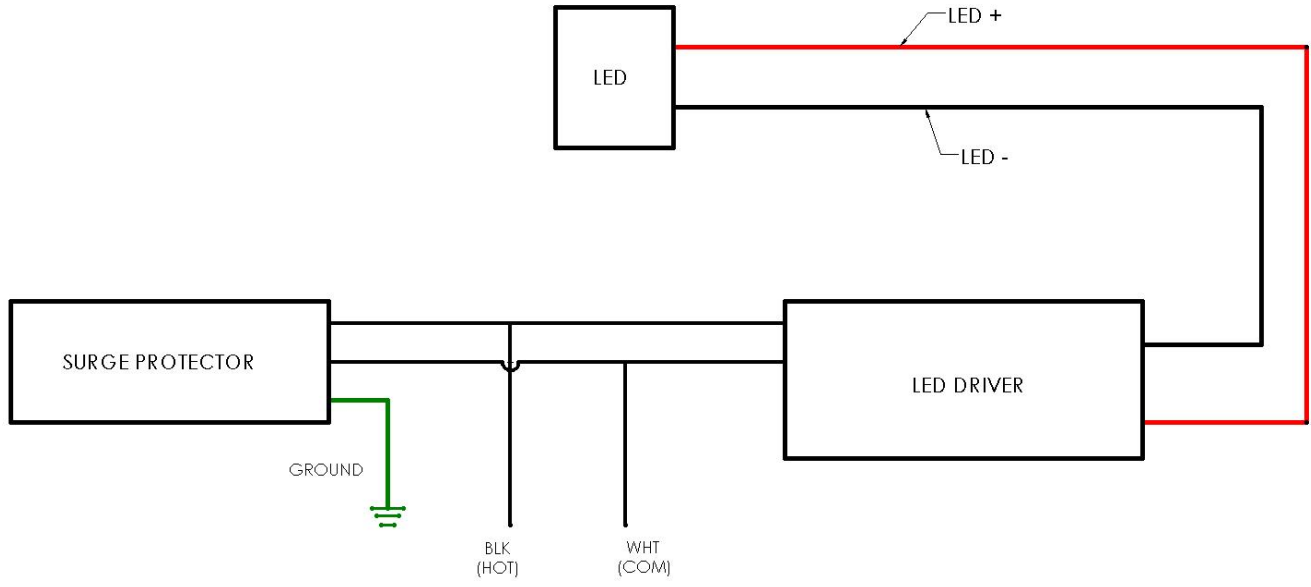 LED +
LED
LED -
SURGE PROTECTOR
LED DRIVER
GROUND
BLK
(HOT)
WHT
(COM)